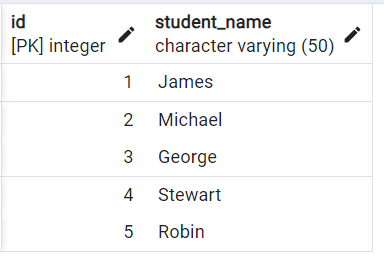 id student_name
[PK] integer character varying (50)
1 James
2 Michael
3 George
4 Stewart
5 Robin